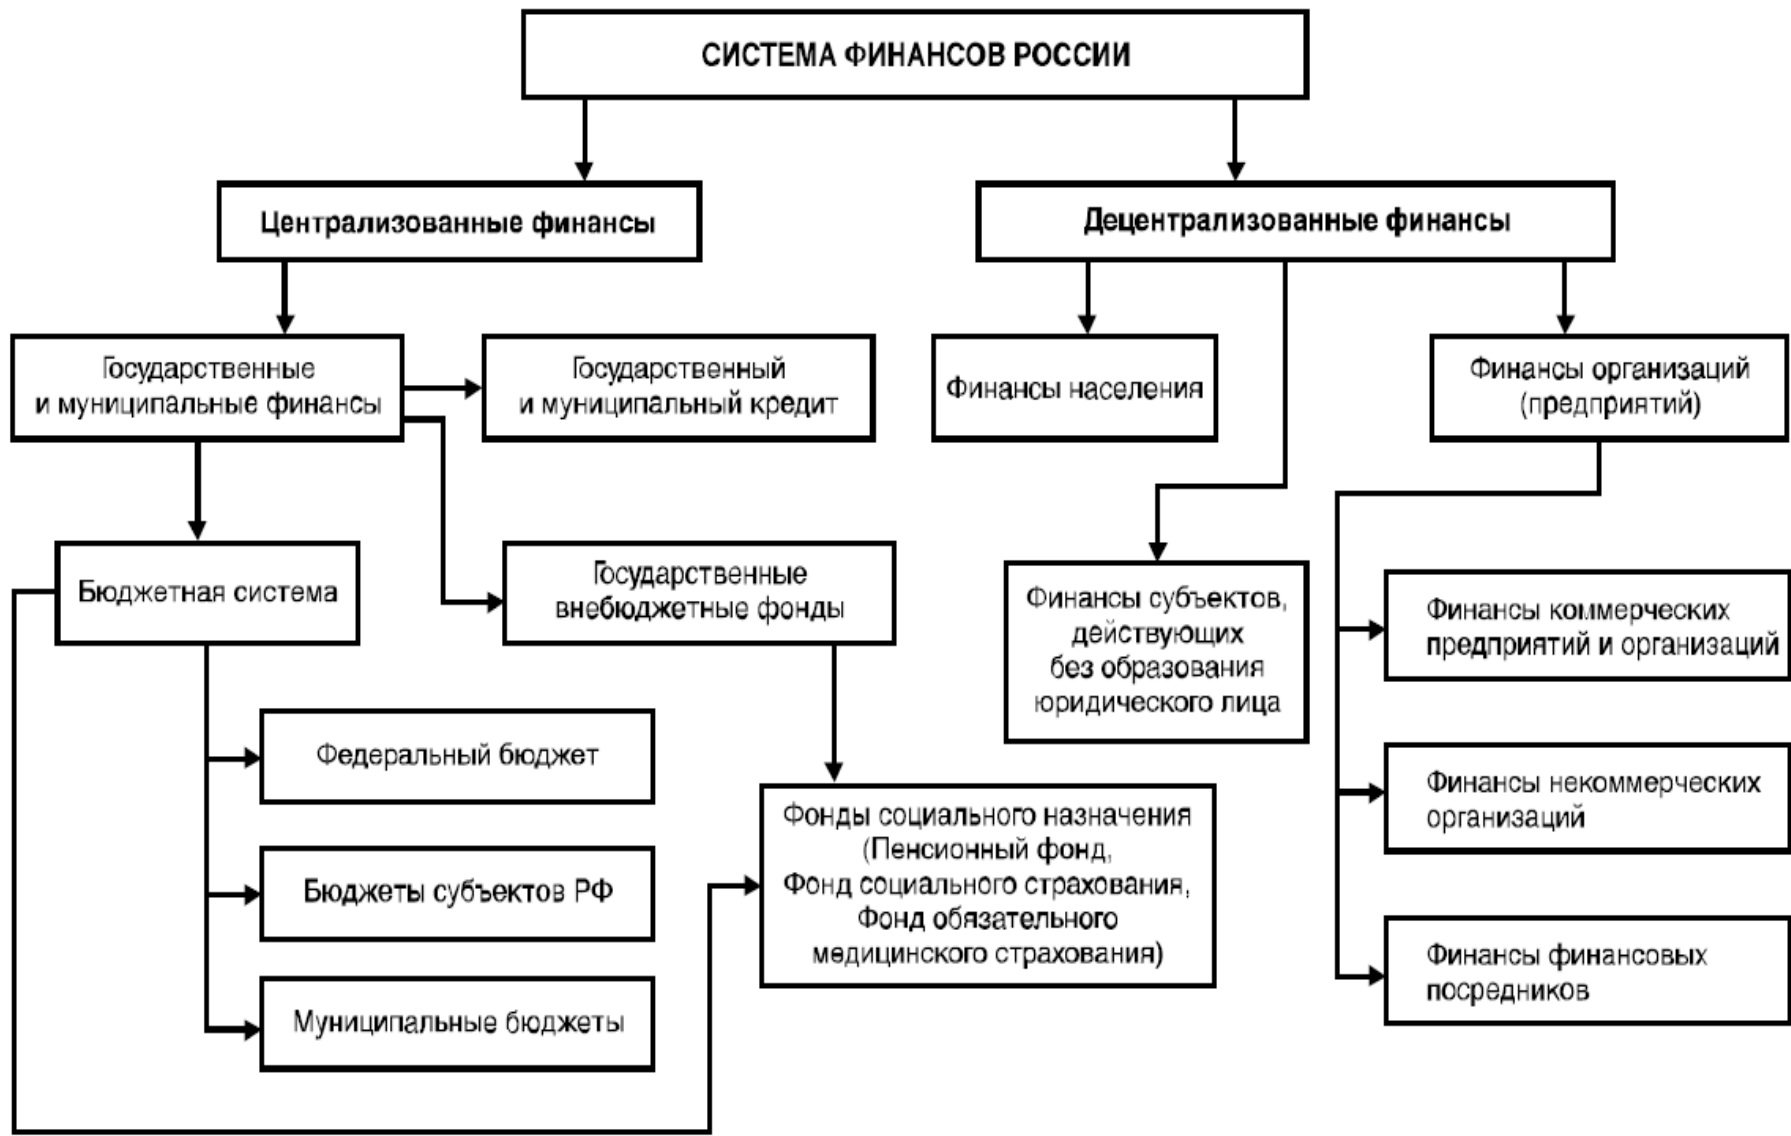 СИСТЕМА ФИНАНСОВ РОССИИ
Централизованные финансы
Децентрализованные финансы
Государственные
и муниципальные финансы
Государственный
и муниципальный кредит
Финансы населения
Финансы организаций
(предприятий)
Бюджетная система
Государственные
внебюджетные фонды
Финансы субъектов,
действующих
без образования
юридического лица
Финансы коммерческих
предприятий и организаций
Федеральный бюджет
Бюджеты субъектов РФ
Муниципальные бюджеты
Фонды социального назначения
(Пенсионный фонд,
Фонд социального страхования,
Фонд обязательного
медицинского страхования)
Финансы некоммерческих
организаций
Финансы финансовых
посредников